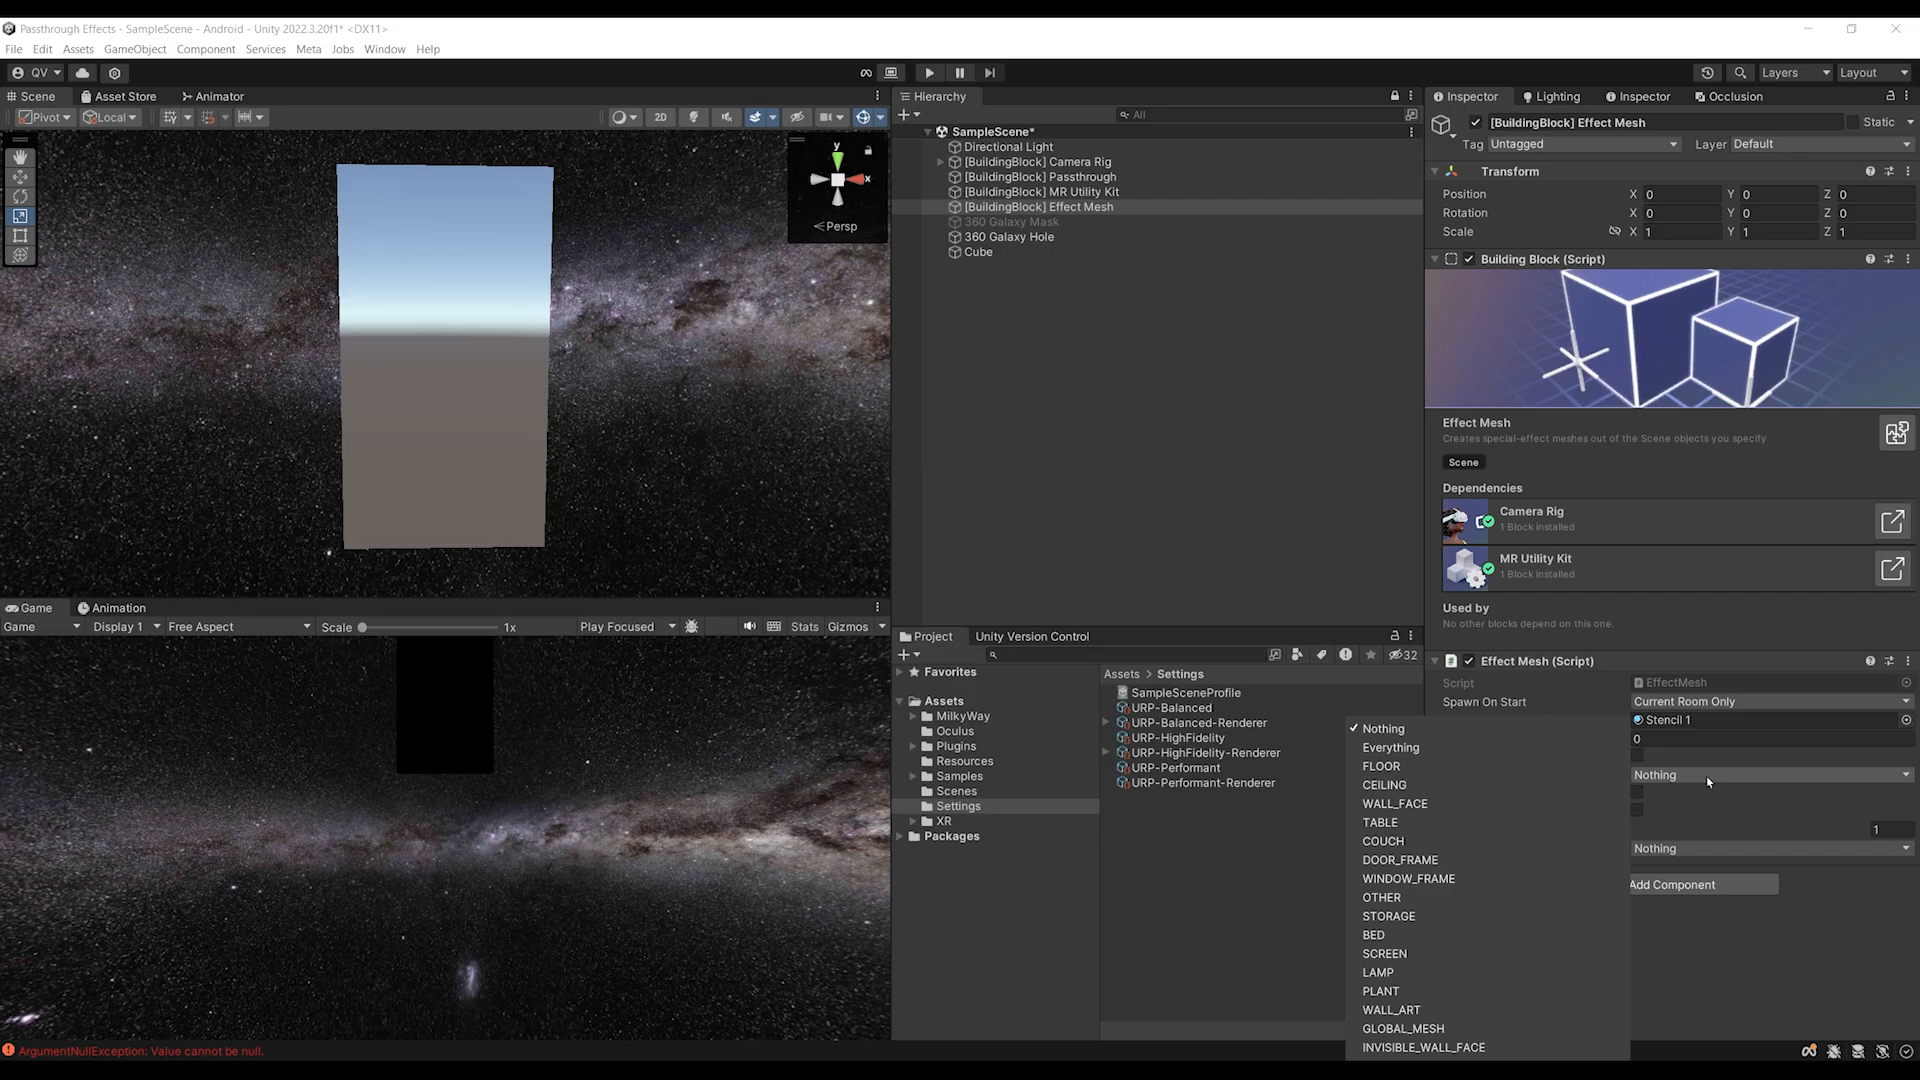 Passthrough Effects - SampleScene - Android - Unity 2022.3.20f1* <DX11>
File Edit Assets GameObject Component Services Meta Jobs Window Help
QV Layers Layout
Scene Asset Store Animator
Pivot Local 2D
y
x
Persp
Game Animation
Game Display 1 Free Aspect Scale 1x Play Focused Stats Gizmos
Hierarchy
All
SampleScene*
Directional Light
[BuildingBlock] Camera Rig
[BuildingBlock] Passthrough
[BuildingBlock] MR Utility Kit
[BuildingBlock] Effect Mesh
360 Galaxy Mask
360 Galaxy Hole
Cube
Project Unity Version Control
32
Favorites
Assets
MilkyWay
Oculus
Plugins
Resources
Samples
Scenes
Settings
XR
Packages
Assets > Settings
SampleSceneProfile
URP-Balanced
URP-Balanced-Renderer
URP-HighFidelity
URP-HighFidelity-Renderer
URP-Performant
URP-Performant-Renderer
Inspector Lighting Inspector Occlusion
[BuildingBlock] Effect Mesh Static
Tag Untagged Layer Default
Transform
Position X 0 Y 0 Z 0
Rotation X 0 Y 0 Z 0
Scale X 1 Y 1 Z 1
Building Block (Script)
Effect Mesh
Creates special-effect meshes out of the Scene objects you specify
Scene
Dependencies
Camera Rig
1 Block installed
MR Utility Kit
1 Block installed
Used by
No other blocks depend on this one.
Effect Mesh (Script)
Script EffectMesh
Spawn On Start Current Room Only
Stencil 1
0
Nothing
1
Nothing
Add Component
Nothing
Everything
FLOOR
CEILING
WALL_FACE
TABLE
COUCH
DOOR_FRAME
WINDOW_FRAME
OTHER
STORAGE
BED
SCREEN
LAMP
PLANT
WALL_ART
GLOBAL_MESH
INVISIBLE_WALL_FACE
ArgumentNullException: Value cannot be null.